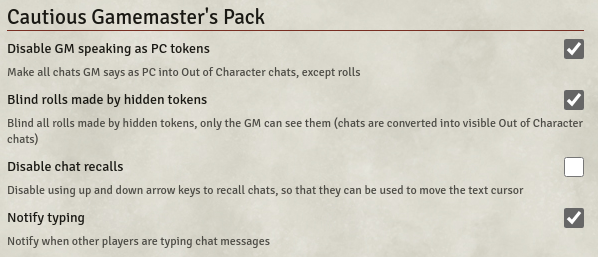 Cautious Gamemaster's Pack
Disable GM speaking as PC tokens
Make all chats GM says as PC into Out of Character chats, except rolls
Blind rolls made by hidden tokens
Blind all rolls made by hidden tokens, only the GM can see them (chats are converted into visible Out of Character
chats)
Disable chat recalls
Disable using up and down arrow keys to recall chats, so that they can be used to move the text cursor
Notify typing
Notify when other players are typing chat messages